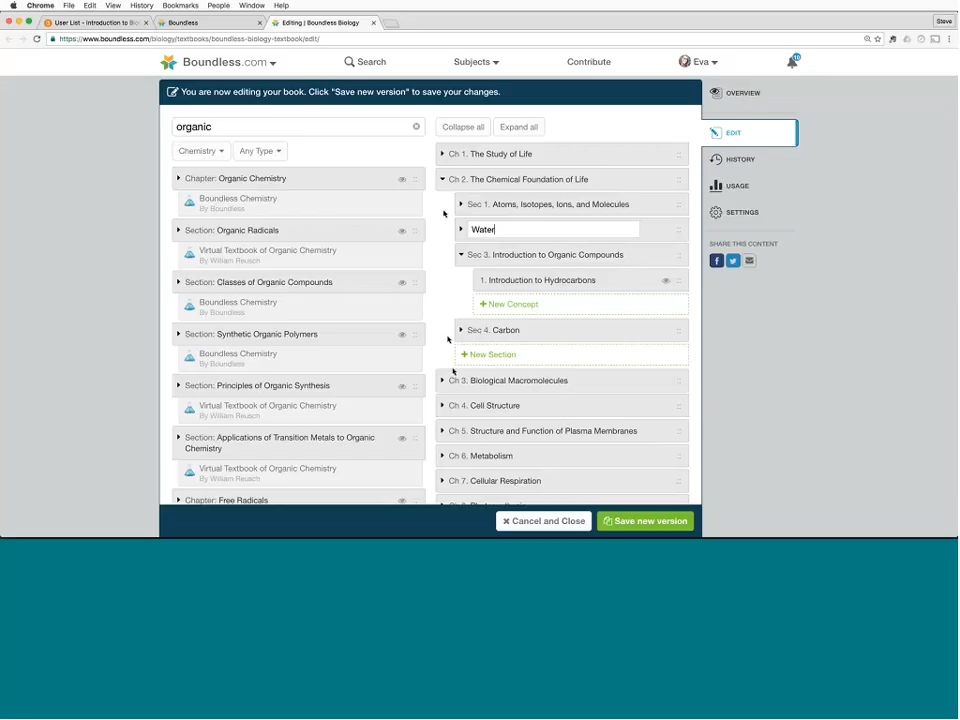 Chrome File Edit View History Bookmarks People Window Help
User List - Introduction to Bio
Boundless
Editing | Boundless Biology
Steve
https://www.boundless.com/biology/textbooks/boundless-biology-textbook/edit/
Boundless.com
Search
Subjects
Contribute
Eva
You are now editing your book. Click "Save new version" to save your changes.
OVERVIEW
EDIT
HISTORY
USAGE
SETTINGS
SHARE THIS CONTENT
organic
Chemistry
Any Type
Chapter: Organic Chemistry
Boundless Chemistry
By Boundless
Section: Organic Radicals
Virtual Textbook of Organic Chemistry
By William Reusch
Section: Classes of Organic Compounds
Boundless Chemistry
By Boundless
Section: Synthetic Organic Polymers
Boundless Chemistry
By Boundless
Section: Principles of Organic Synthesis
Virtual Textbook of Organic Chemistry
By William Reusch
Section: Applications of Transition Metals to Organic
Chemistry
Virtual Textbook of Organic Chemistry
By William Reusch
Chapter: Free Radicals
Collapse all
Expand all
Ch 1. The Study of Life
Ch 2. The Chemical Foundation of Life
Sec 1. Atoms, Isotopes, Ions, and Molecules
Water
Sec 3. Introduction to Organic Compounds
1. Introduction to Hydrocarbons
+ New Concept
Sec 4. Carbon
+ New Section
Ch 3. Biological Macromolecules
Ch 4. Cell Structure
Ch 5. Structure and Function of Plasma Membranes
Ch 6. Metabolism
Ch 7. Cellular Respiration
Cancel and Close
Save new version